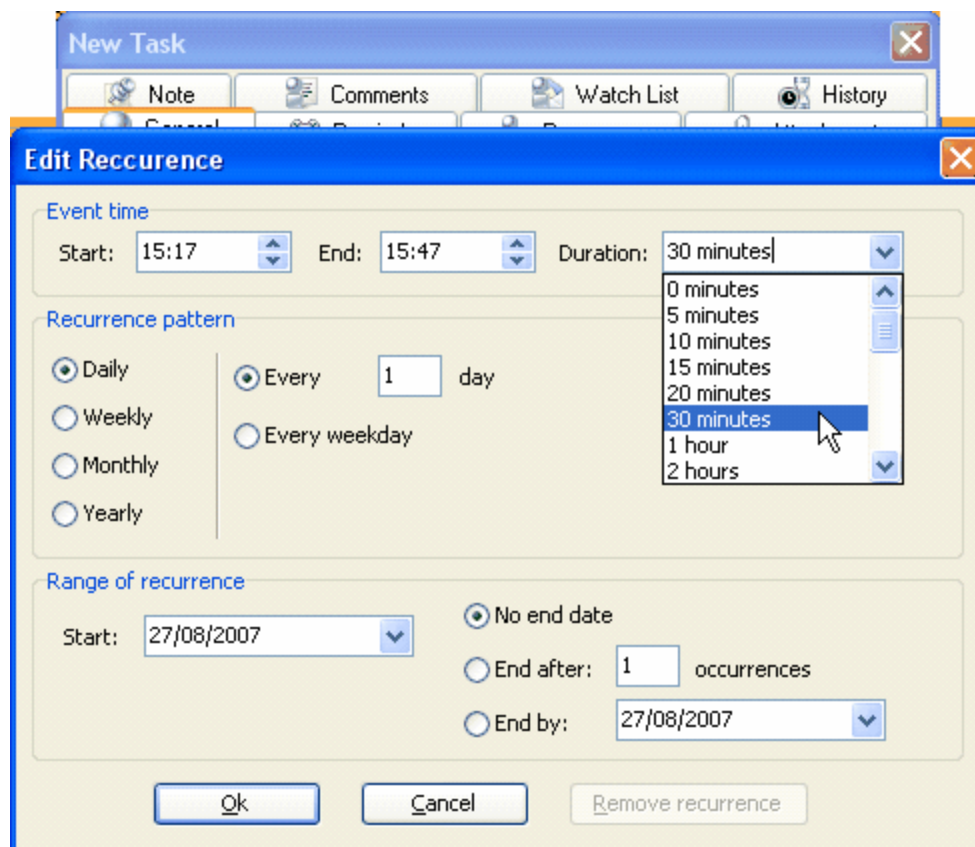 New Task
Note Comments Watch List History
General
Edit Reccurence
Event time
Start: 15:17 End: 15:47 Duration: 30 minutes
0 minutes
5 minutes
10 minutes
15 minutes
20 minutes
30 minutes
1 hour
2 hours
Recurrence pattern
Daily
Weekly
Monthly
Yearly
Every 1 day
Every weekday
Range of recurrence
Start: 27/08/2007
No end date
End after: 1 occurrences
End by: 27/08/2007
Ok Cancel Remove recurrence